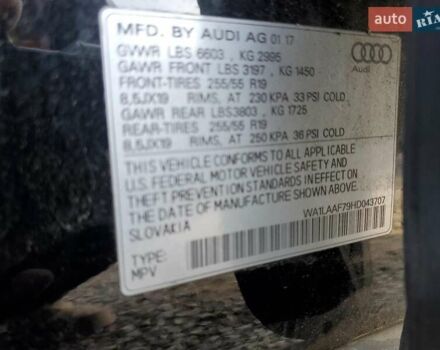 auto RIA
MFD. BY AUDI AG 01 17
GVWR LBS 6603 , KG 2995
GAWR FRONT LBS 3197 , KG 1450
FRONT-TIRES 255/55 R19
8,5JX19 RIMS, AT 230 KPA 33 PSI COLD
GAWR REAR LBS3803 , KG 1725
REAR-TIRES 255/55 R19
8,5JX19 RIMS, AT 250 KPA 36 PSI COLD
THIS VEHICLE CONFORMS TO ALL APPLICABLE
U.S. FEDERAL MOTOR VEHICLE SAFETY AND
THEFT PREVENTION STANDARDS IN EFFECT ON
THE DATE OF MANUFACTURE SHOWN ABOVE.
SLOVAKIA WA1LAAF79HD043707
TYPE:
MPV
Audi